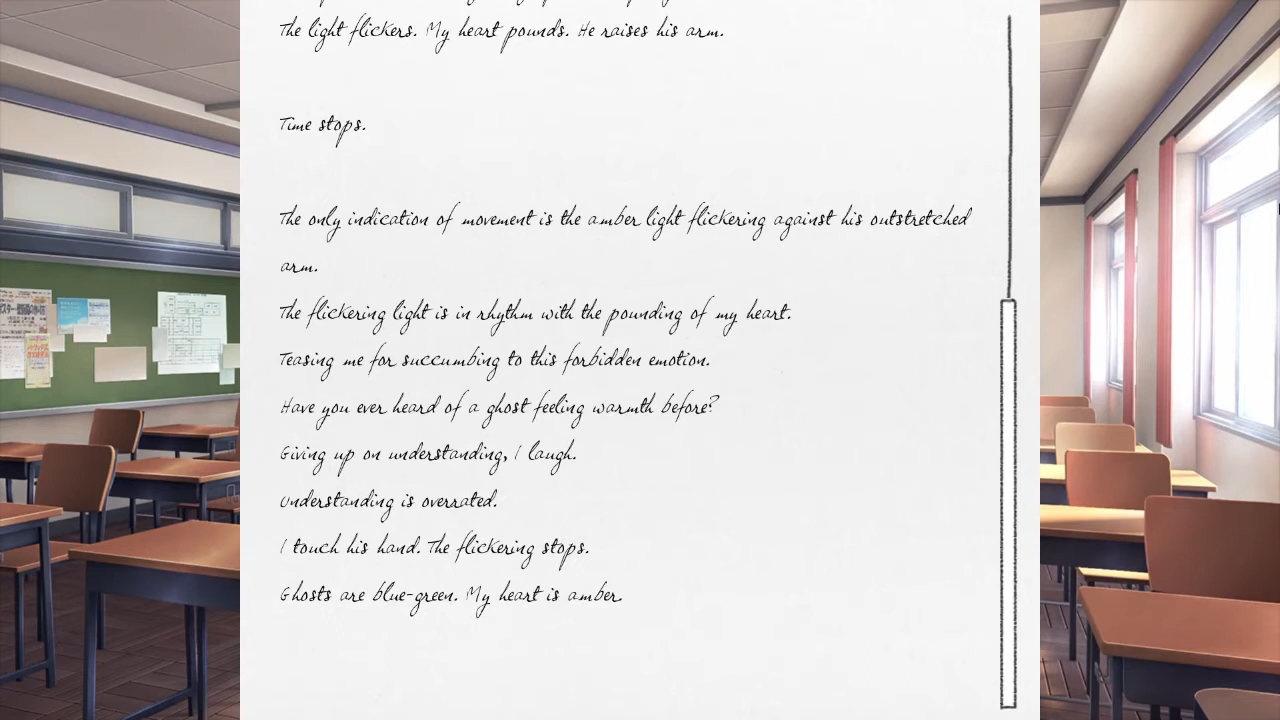 The light flickers. My heart pounds. He raises his arm.
Time stops.
The only indication of movement is the amber light flickering against his outstretched
arm.
The flickering light is in rhythm with the pounding of my heart.
Teasing me for succumbing to this forbidden emotion.
Have you ever heard of a ghost feeling warmth before?
Giving up on understanding, I laugh.
Understanding is overrated.
I touch his hand. The flickering stops.
Ghosts are blue-green. My heart is amber.